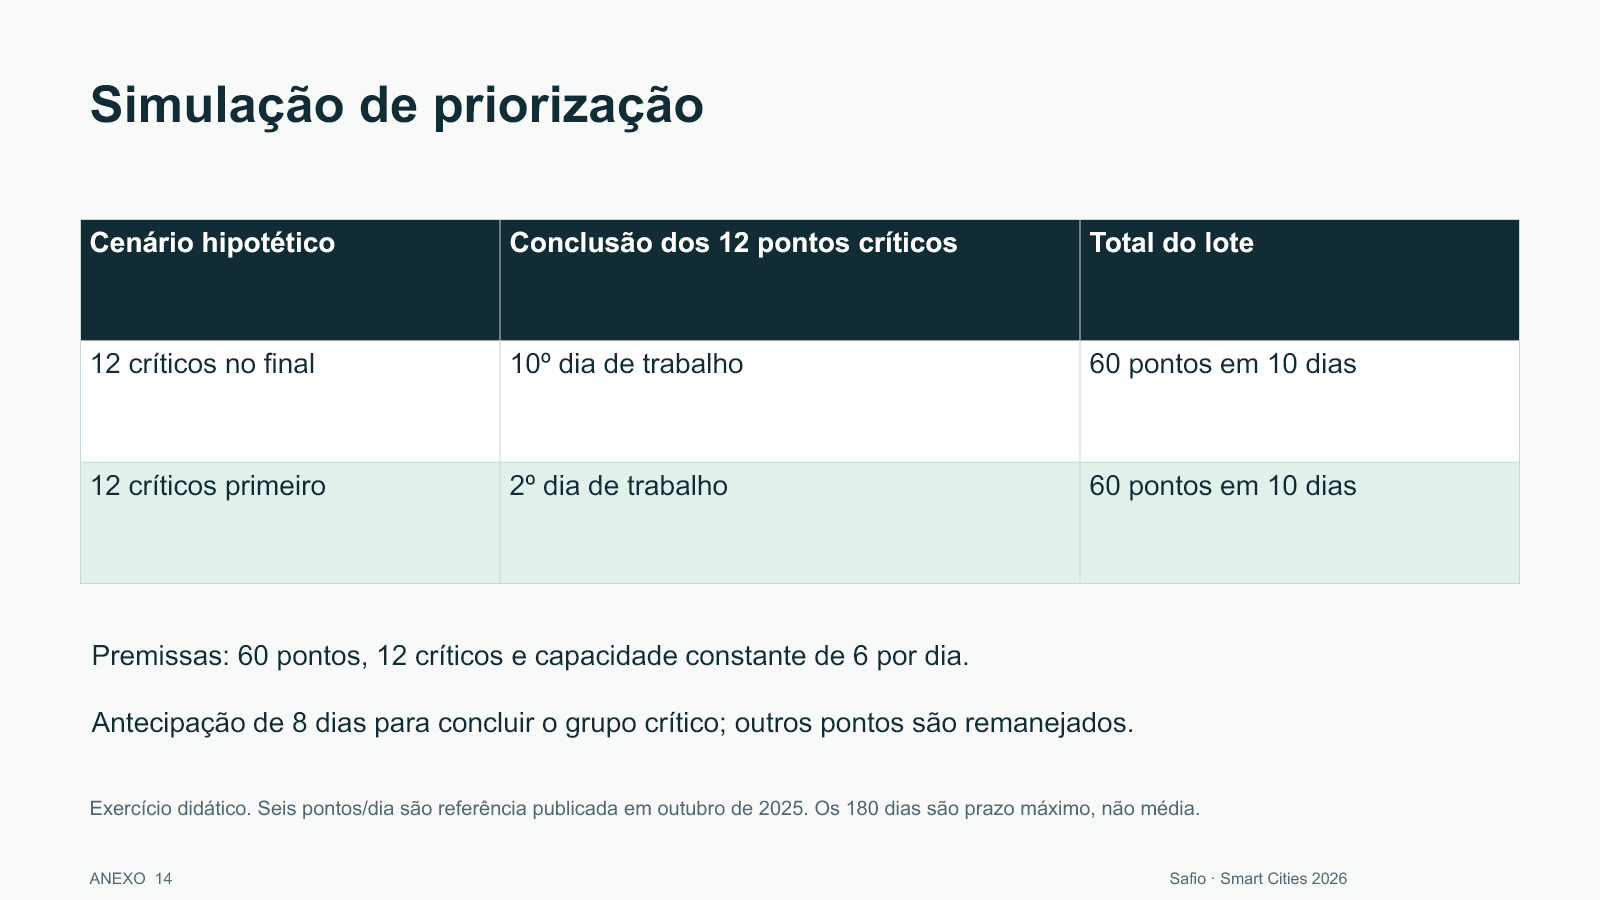 Simulação de priorização
Cenário hipotético
Conclusão dos 12 pontos críticos
Total do lote
12 críticos no final
10º dia de trabalho
60 pontos em 10 dias
12 críticos primeiro
2º dia de trabalho
60 pontos em 10 dias
Premissas: 60 pontos, 12 críticos e capacidade constante de 6 por dia.
Antecipação de 8 dias para concluir o grupo crítico; outros pontos são remanejados.
Exercício didático. Seis pontos/dia são referência publicada em outubro de 2025. Os 180 dias são prazo máximo, não média.
ANEXO 14
Safio · Smart Cities 2026